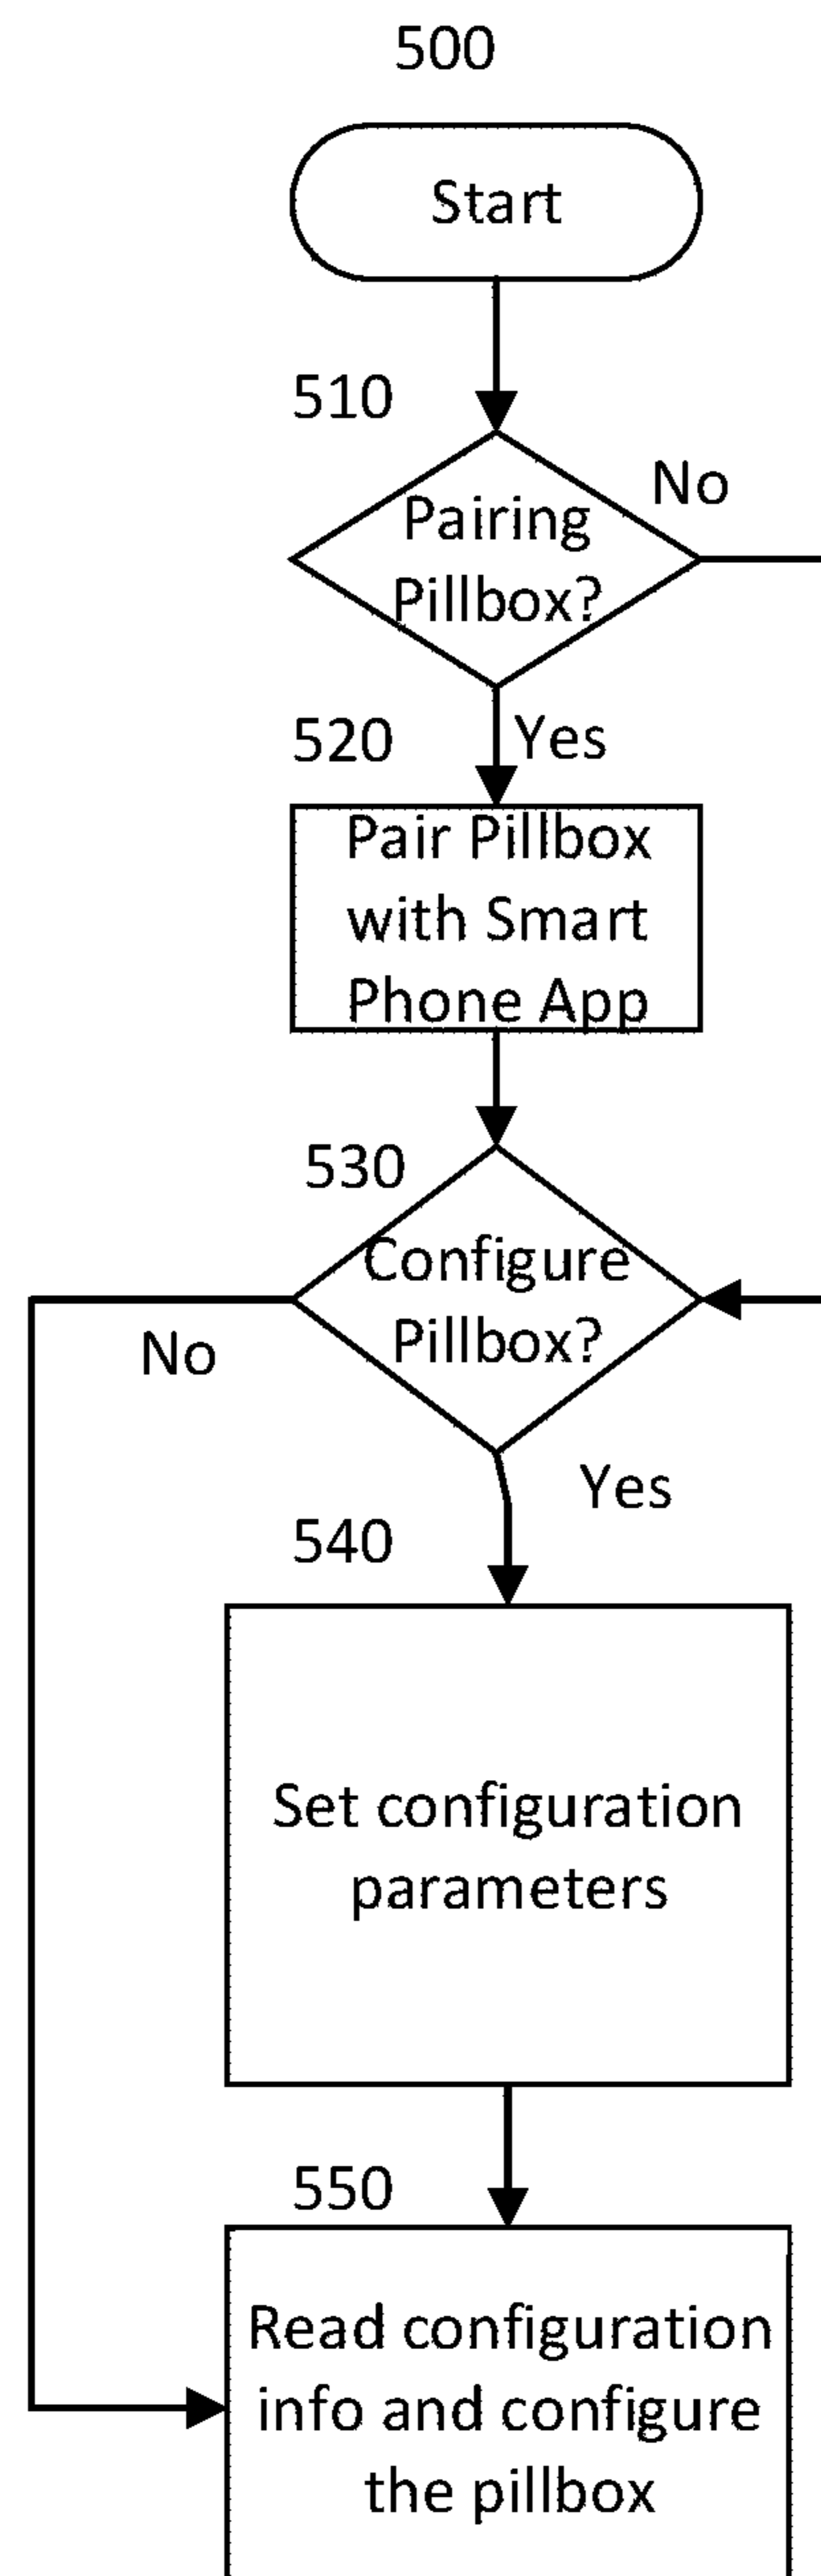 500
Start
510
Pairing
Pillbox?
No
520
Yes
Pair Pillbox
with Smart
Phone App
530
Configure
Pillbox?
No
Yes
540
Set configuration
parameters
550
Read configuration
info and configure
the pillbox